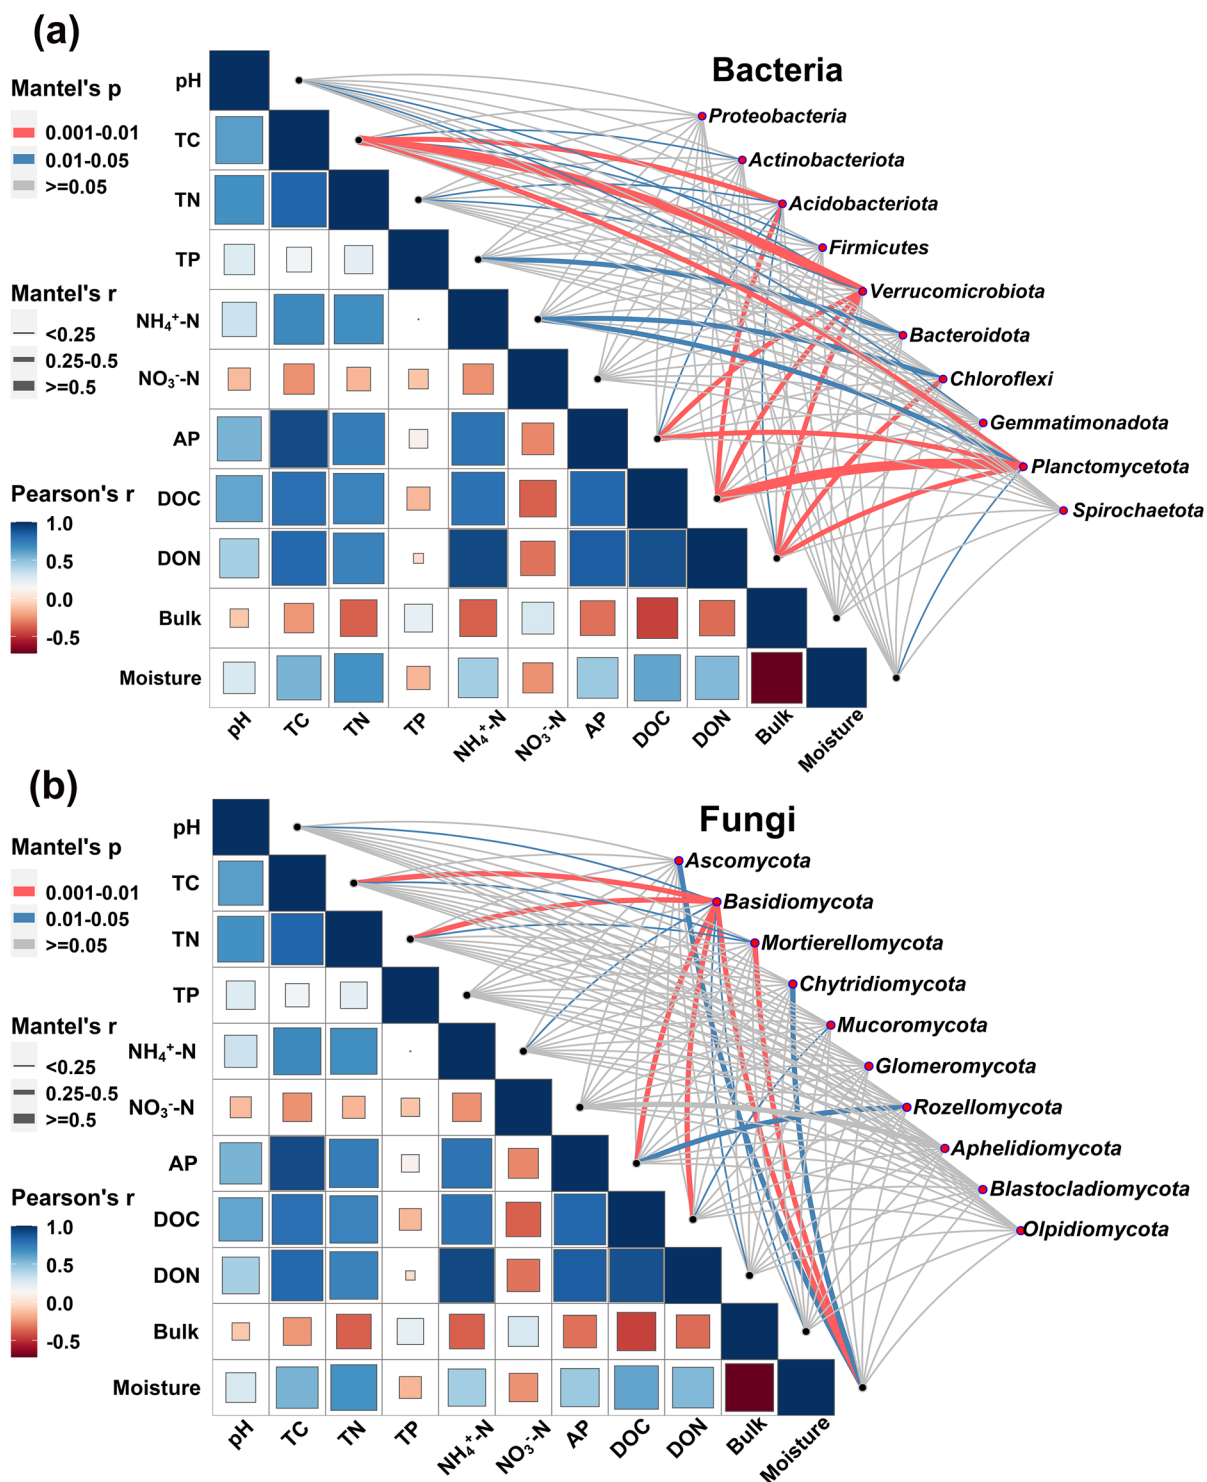 (a)
Bacteria
Mantel's p
0.001-0.01
0.01-0.05
>=0.05
Mantel's r
<0.25
0.25-0.5
>=0.5
Pearson's r
1.0
0.5
0.0
-0.5
pH
TC
TN
TP
NH₄⁺-N
NO₃⁻-N
AP
DOC
DON
Bulk
Moisture
Proteobacteria
Actinobacteriota
Acidobacteriota
Firmicutes
Verrucomicrobiota
Bacteroidota
Chloroflexi
Gemmatimonadota
Planctomycetota
Spirochaetota
pH
TC
TN
TP
NH₄⁺-N
NO₃⁻-N
AP
DOC
DON
Bulk
Moisture
(b)
Fungi
Mantel's p
0.001-0.01
0.01-0.05
>=0.05
Mantel's r
<0.25
0.25-0.5
>=0.5
Pearson's r
1.0
0.5
0.0
-0.5
pH
TC
TN
TP
NH₄⁺-N
NO₃⁻-N
AP
DOC
DON
Bulk
Moisture
Ascomycota
Basidiomycota
Mortierellomycota
Chytridiomycota
Mucoromycota
Glomeromycota
Rozellomycota
Aphelidiomycota
Blastocladiomycota
Olpidiomycota
pH
TC
TN
TP
NH₄⁺-N
NO₃⁻-N
AP
DOC
DON
Bulk
Moisture